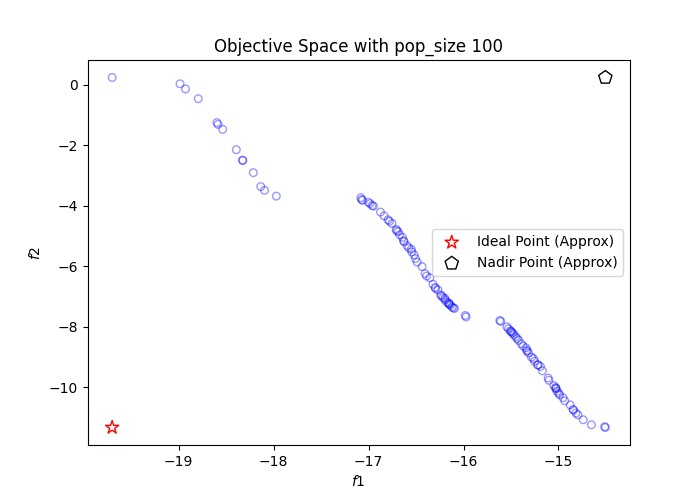 Objective Space with pop_size 100
0
−2
−4
−6
−8
−10
f2
Ideal Point (Approx)
Nadir Point (Approx)
−19
−18
−17
−16
−15
f1